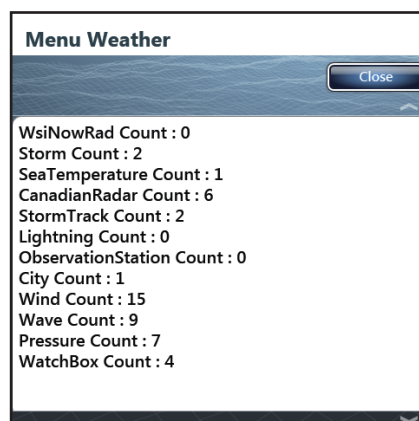 Menu Weather
Close
WsiNowRad Count : 0
Storm Count : 2
SeaTemperature Count : 1
CanadianRadar Count : 6
StormTrack Count : 2
Lightning Count : 0
ObservationStation Count : 0
City Count : 1
Wind Count : 15
Wave Count : 9
Pressure Count : 7
WatchBox Count : 4